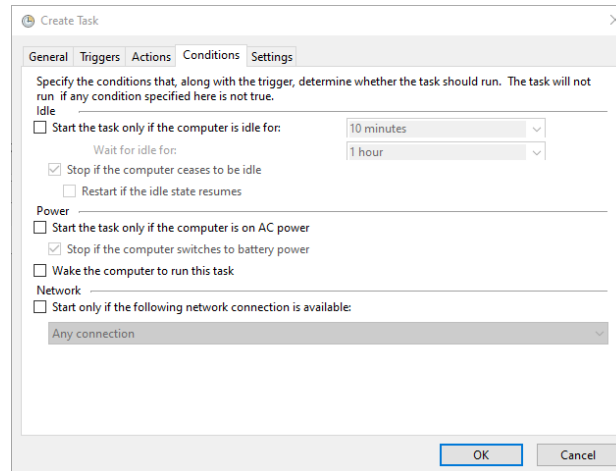 Create Task
General Triggers Actions Conditions Settings
Specify the conditions that, along with the trigger, determine whether the task should run. The task will not
run if any condition specified here is not true.
Idle
Start the task only if the computer is idle for: 10 minutes
Wait for idle for: 1 hour
Stop if the computer ceases to be idle
Restart if the idle state resumes
Power
Start the task only if the computer is on AC power
Stop if the computer switches to battery power
Wake the computer to run this task
Network
Start only if the following network connection is available:
Any connection
OK Cancel